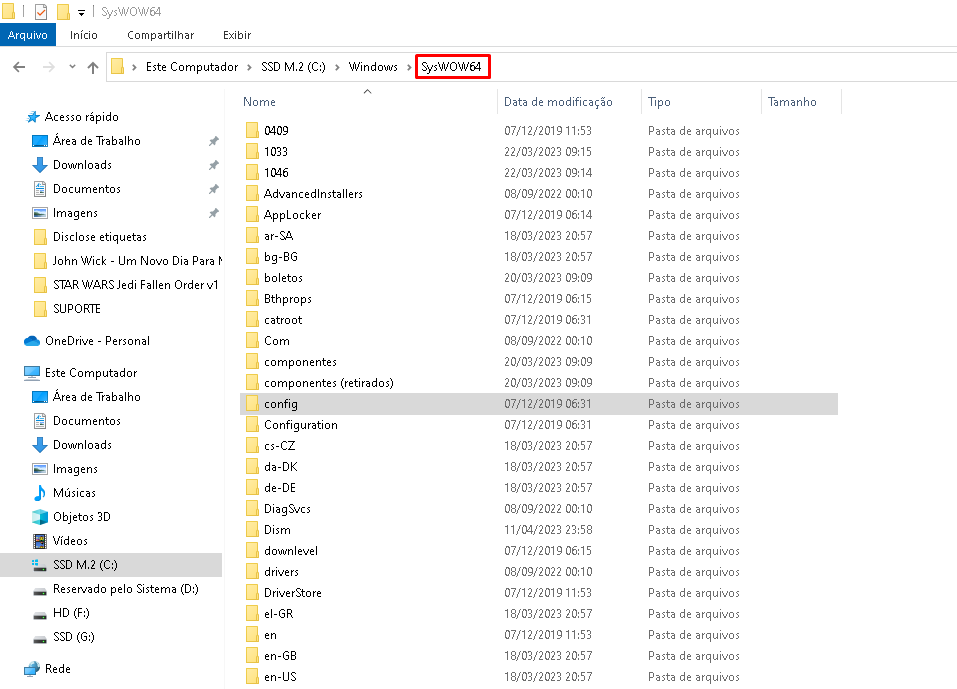 SysWOW64
Arquivo Início Compartilhar Exibir
Este Computador SSD M.2 (C:) Windows SysWOW64
Nome Data de modificação Tipo Tamanho
Acesso rápido
Área de Trabalho
Downloads
Documentos
Imagens
Disclose etiquetas
John Wick - Um Novo Dia Para
STAR WARS Jedi Fallen Order v1
SUPORTE
OneDrive - Personal
Este Computador
Área de Trabalho
Documentos
Downloads
Imagens
Músicas
Objetos 3D
Vídeos
SSD M.2 (C:)
Reservado pelo Sistema (D:)
HD (F:)
SSD (G:)
Rede
0409 07/12/2019 11:53 Pasta de arquivos
1033 22/03/2023 09:15 Pasta de arquivos
1046 22/03/2023 09:14 Pasta de arquivos
AdvancedInstallers 08/09/2022 00:10 Pasta de arquivos
AppLocker 07/12/2019 06:14 Pasta de arquivos
ar-SA 18/03/2023 20:57 Pasta de arquivos
bg-BG 18/03/2023 20:57 Pasta de arquivos
boletos 20/03/2023 09:09 Pasta de arquivos
Bthprops 07/12/2019 06:15 Pasta de arquivos
catroot 07/12/2019 06:31 Pasta de arquivos
Com 08/09/2022 00:10 Pasta de arquivos
componentes 20/03/2023 09:09 Pasta de arquivos
componentes (retirados) 20/03/2023 09:09 Pasta de arquivos
config 07/12/2019 06:31 Pasta de arquivos
Configuration 07/12/2019 06:31 Pasta de arquivos
cs-CZ 18/03/2023 20:57 Pasta de arquivos
da-DK 18/03/2023 20:57 Pasta de arquivos
de-DE 18/03/2023 20:57 Pasta de arquivos
DiagSvcs 08/09/2022 00:10 Pasta de arquivos
Dism 11/04/2023 23:58 Pasta de arquivos
downlevel 07/12/2019 06:15 Pasta de arquivos
drivers 08/09/2022 00:10 Pasta de arquivos
DriverStore 07/12/2019 11:53 Pasta de arquivos
el-GR 18/03/2023 20:57 Pasta de arquivos
en 07/12/2019 11:53 Pasta de arquivos
en-GB 18/03/2023 20:57 Pasta de arquivos
en-US 18/03/2023 20:57 Pasta de arquivos